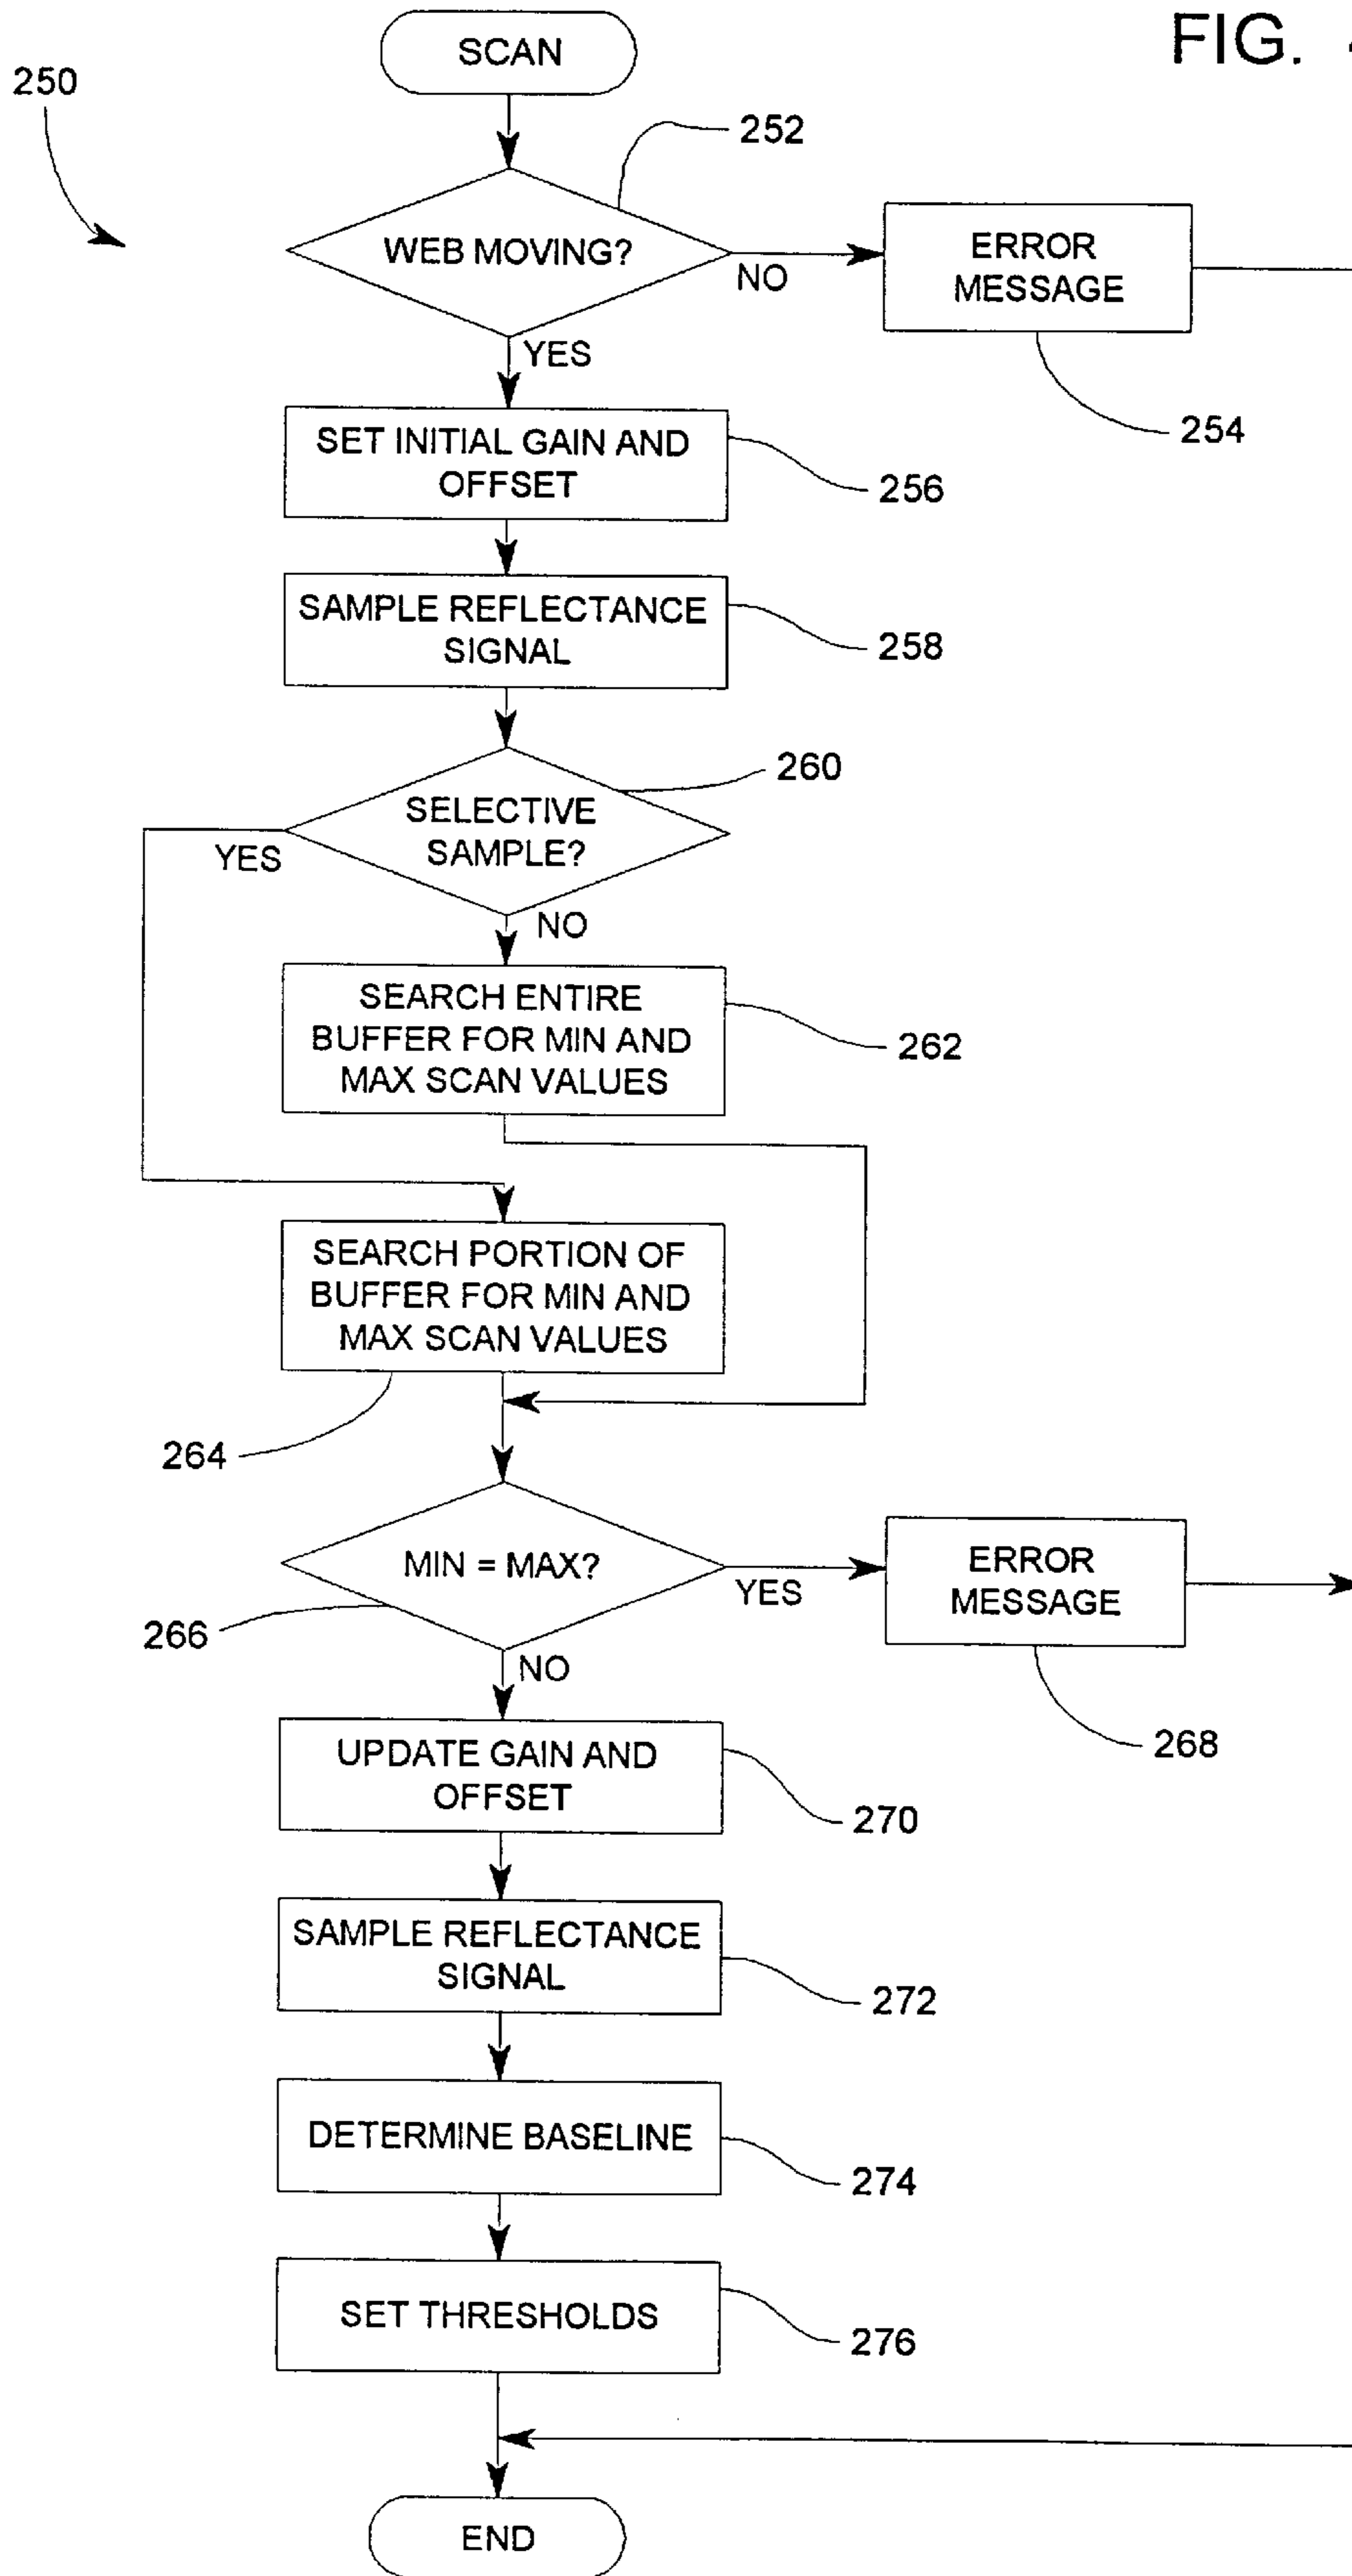 FIG. 4
SCAN
250
252
WEB MOVING?
NO
ERROR
MESSAGE
254
YES
SET INITIAL GAIN AND
OFFSET
256
SAMPLE REFLECTANCE
SIGNAL
258
260
SELECTIVE
SAMPLE?
YES
NO
SEARCH ENTIRE
BUFFER FOR MIN AND
MAX SCAN VALUES
262
SEARCH PORTION OF
BUFFER FOR MIN AND
MAX SCAN VALUES
264
MIN = MAX?
YES
ERROR
MESSAGE
266
268
NO
UPDATE GAIN AND
OFFSET
270
SAMPLE REFLECTANCE
SIGNAL
272
DETERMINE BASELINE
274
SET THRESHOLDS
276
END